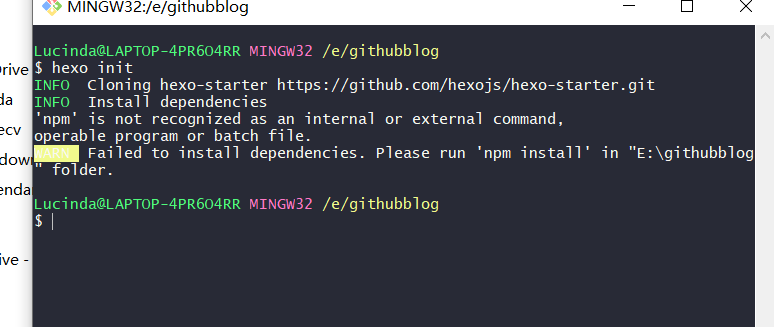 MINGW32:/e/githubblog
Lucinda@LAPTOP-4PR6O4RR MINGW32 /e/githubblog
$ hexo init
INFO  Cloning hexo-starter https://github.com/hexojs/hexo-starter.git
INFO  Install dependencies
'npm' is not recognized as an internal or external command,
operable program or batch file.
WARN  Failed to install dependencies. Please run 'npm install' in "E:\githubblog
" folder.
Lucinda@LAPTOP-4PR6O4RR MINGW32 /e/githubblog
$
Drive
da
ecv
down
endar
ive -